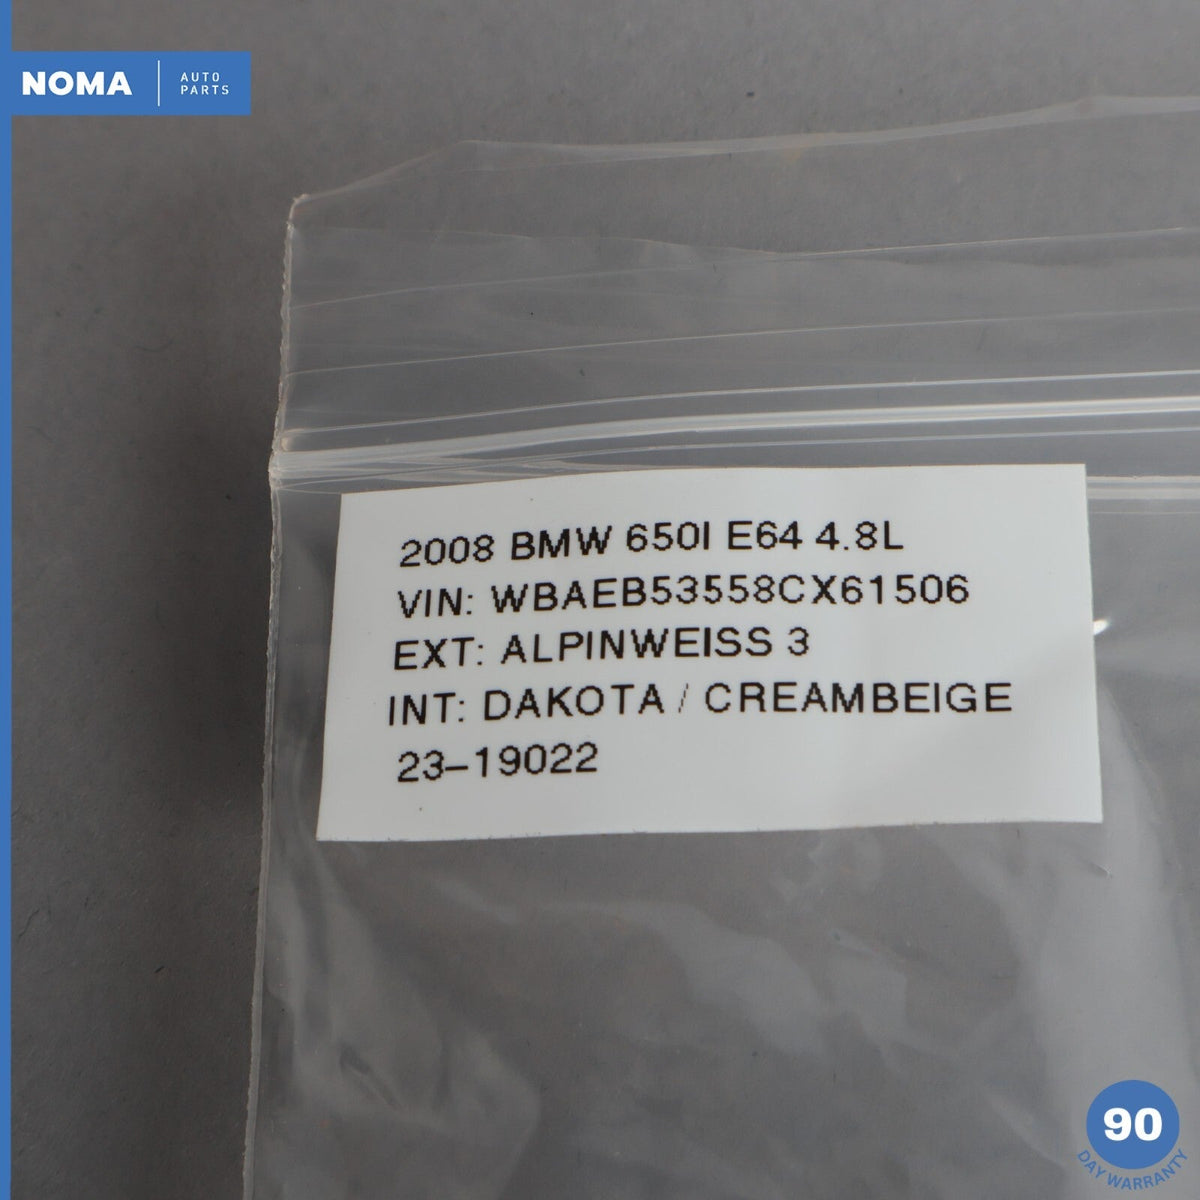 NOMA
AUTO
PARTS
2008 BMW 650I E64 4.8L
VIN: WBAEB53558CX61506
EXT: ALPINWEISS 3
INT: DAKOTA / CREAMBEIGE
23-19022
90
DAY WARRANTY